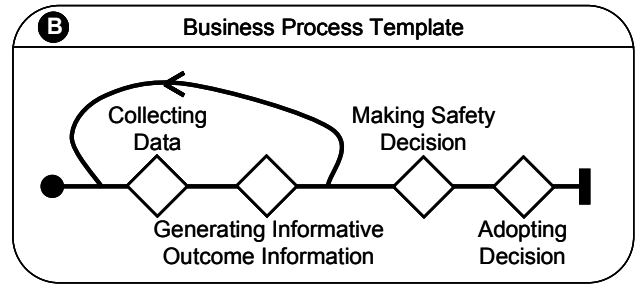 B
Business Process Template
Collecting
Data
Making Safety
Decision
Generating Informative
Outcome Information
Adopting
Decision